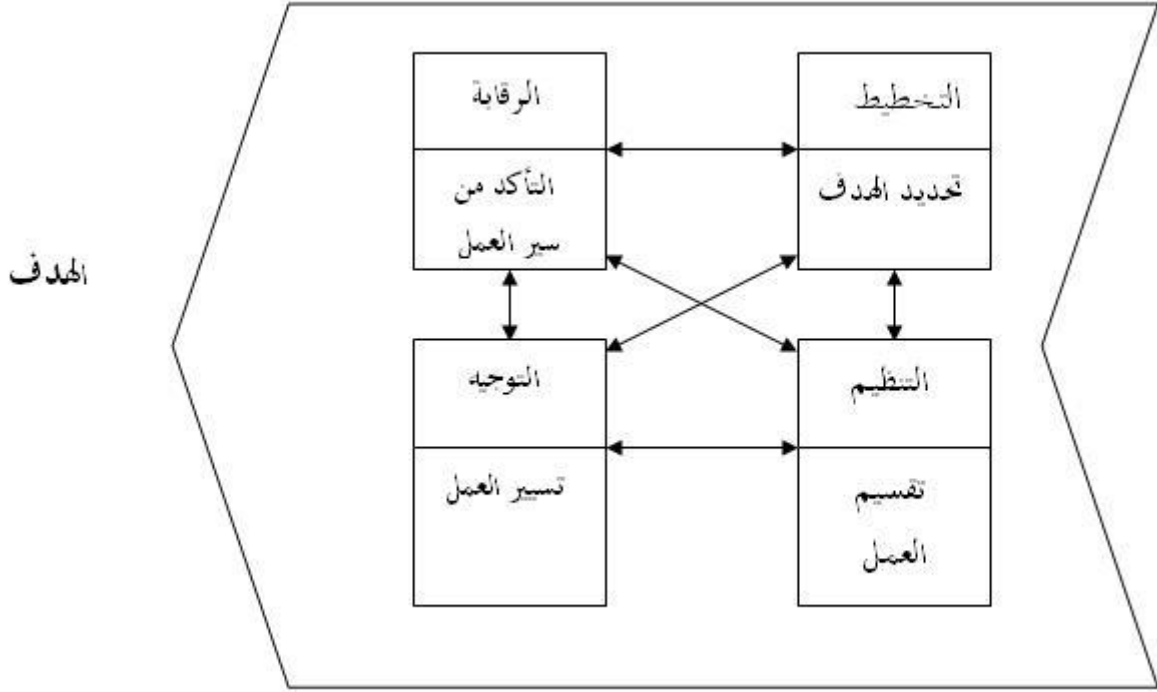 التخطيط
تحديد الهدف
الرقابة
التأكد من
سير العمل
التنظيم
تقسيم
العمل
التوجيه
تسيير العمل
الهدف